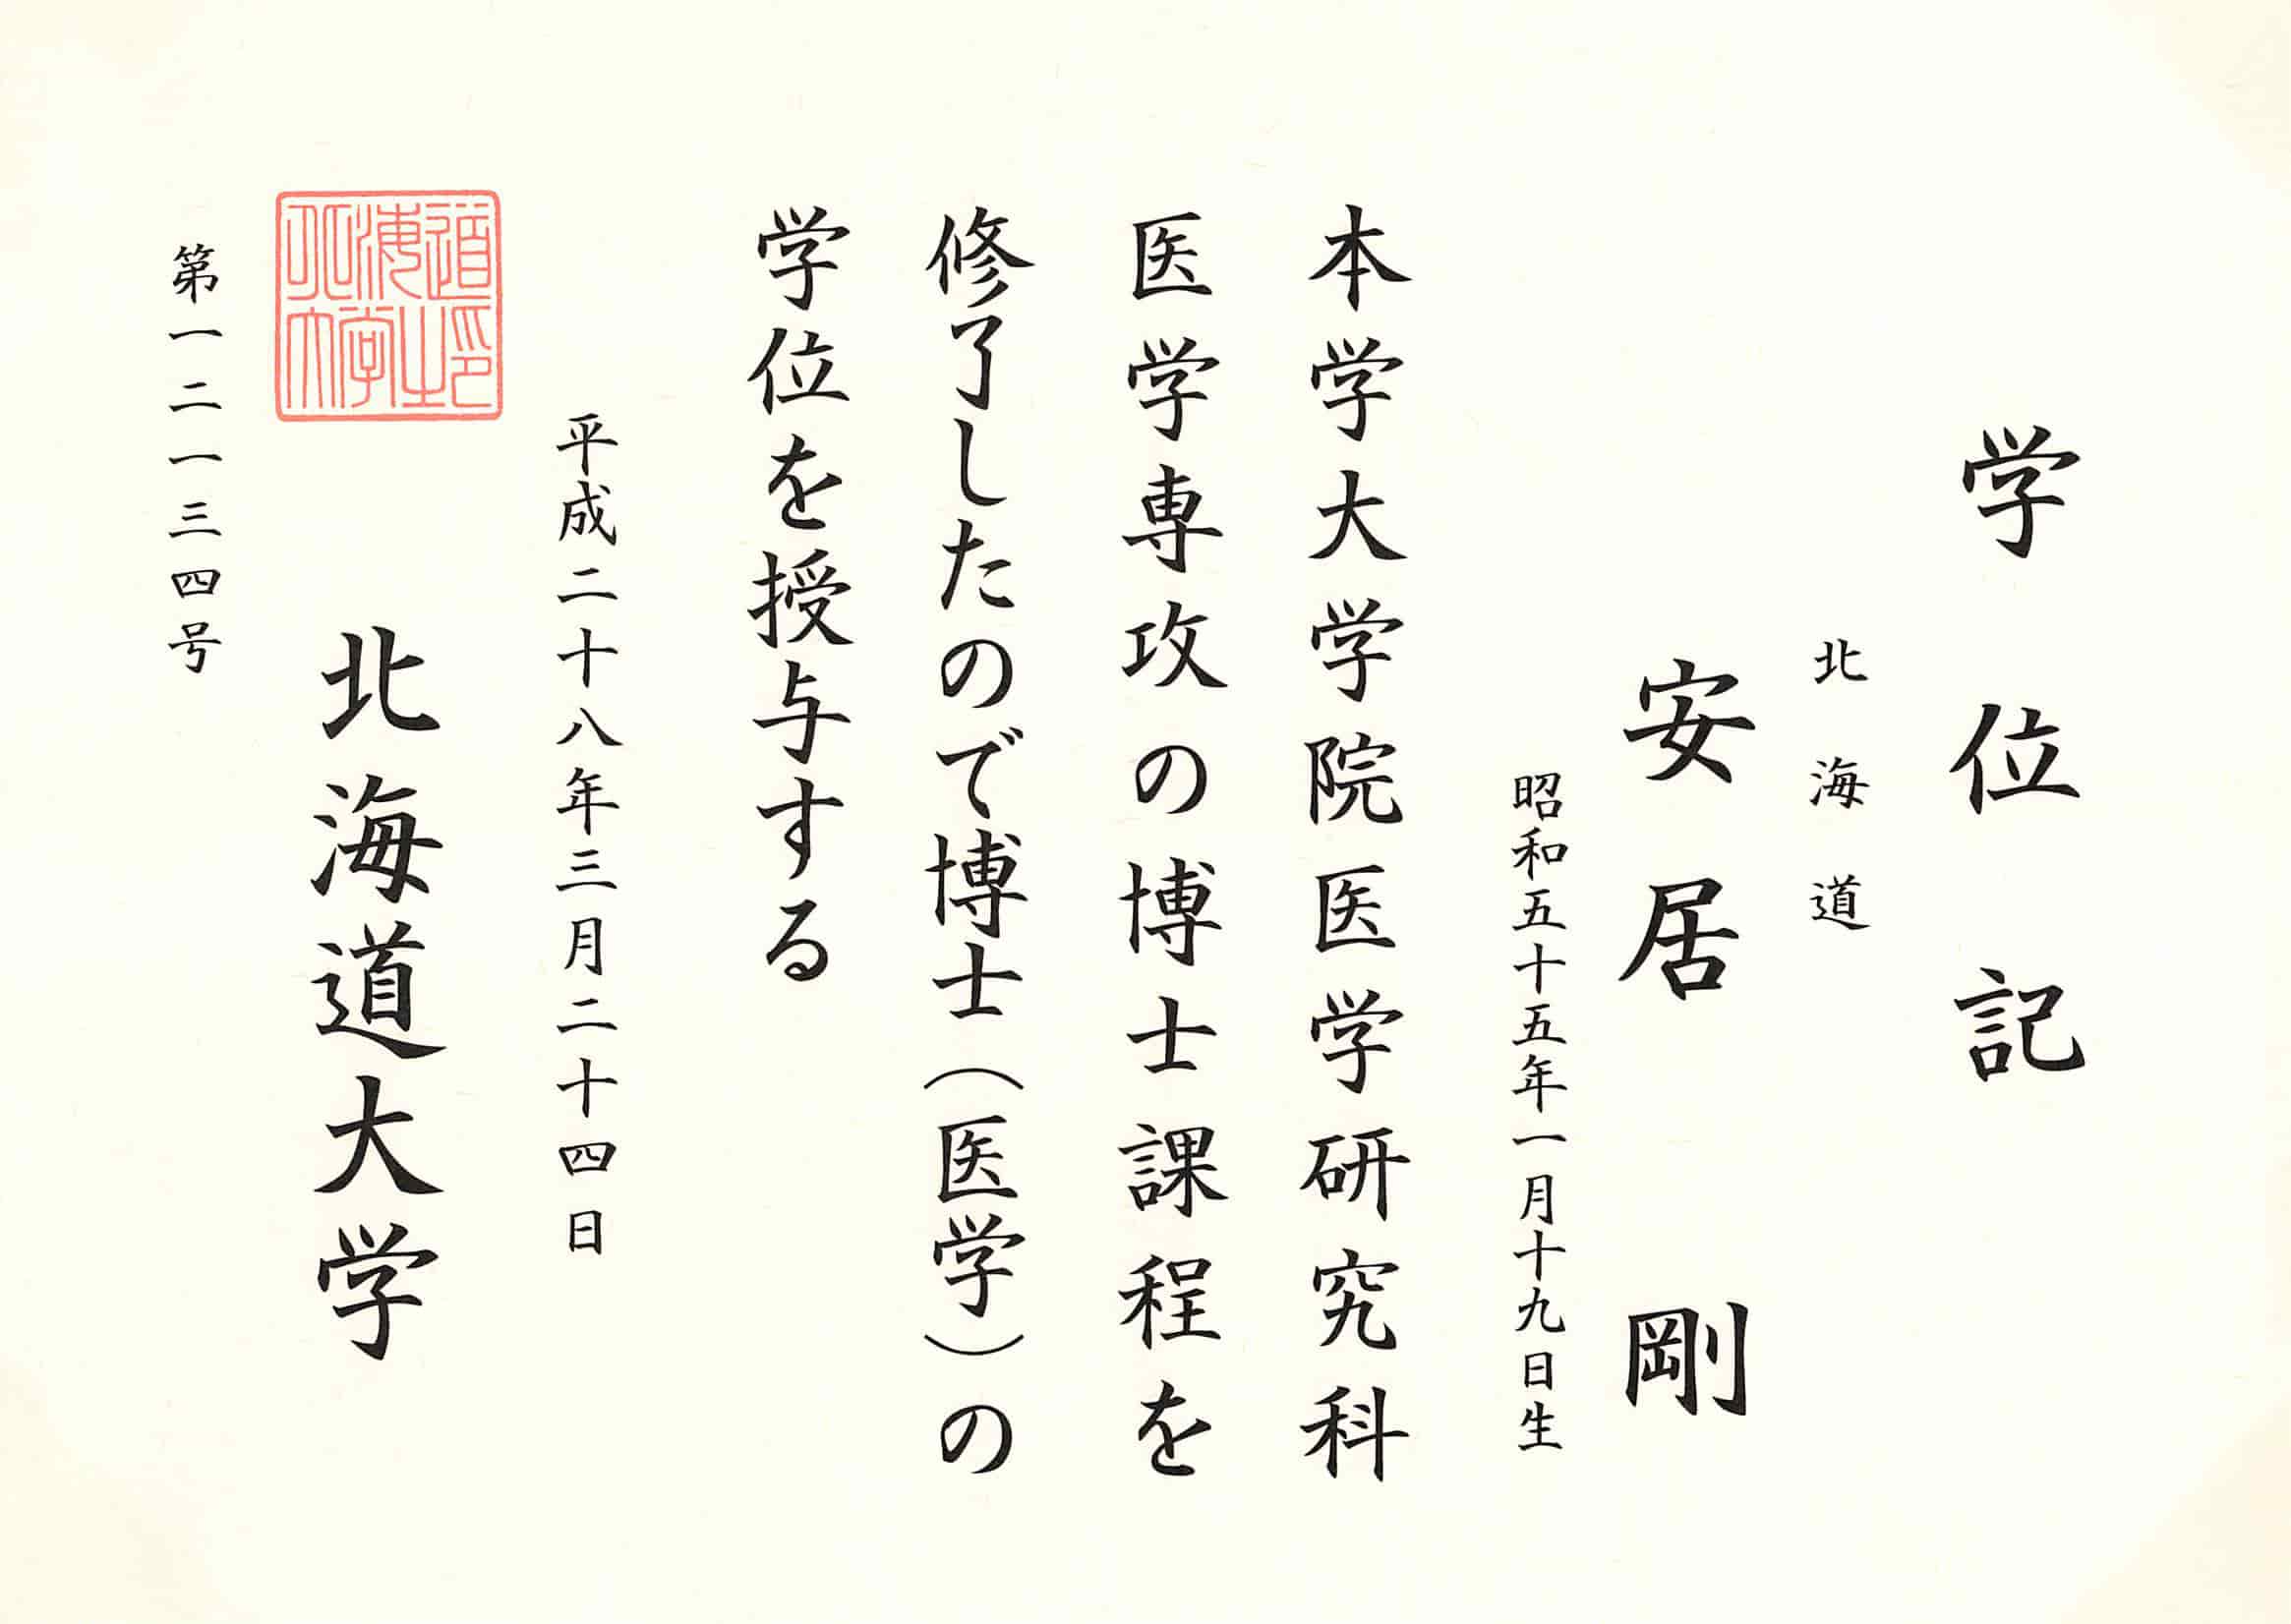 学位記
北海道
安居 剛
昭和五十五年一月十九日生
本学大学院医学研究科
医学専攻の博士課程を
修了したので博士(医学)の
学位を授与する
平成二十八年三月二十四日
北海道大学
北海道大学之印
第一二一三四号